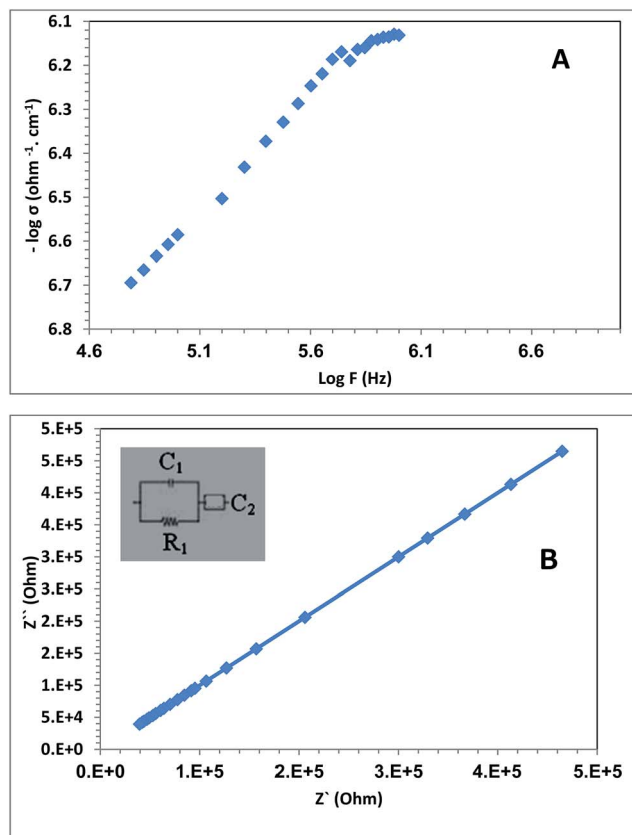 6.1
6.2
6.3
6.4
6.5
6.6
6.7
6.8
- log σ (ohm ⁻¹. cm⁻¹)
A
4.6 5.1 5.6 6.1 6.6
Log F (Hz)
5.E+5
5.E+5
4.E+5
4.E+5
3.E+5
3.E+5
2.E+5
2.E+5
1.E+5
5.E+4
0.E+0
Z`` (Ohm)
C₁
C₂
R₁
B
0.E+0 1.E+5 2.E+5 3.E+5 4.E+5 5.E+5
Z` (Ohm)